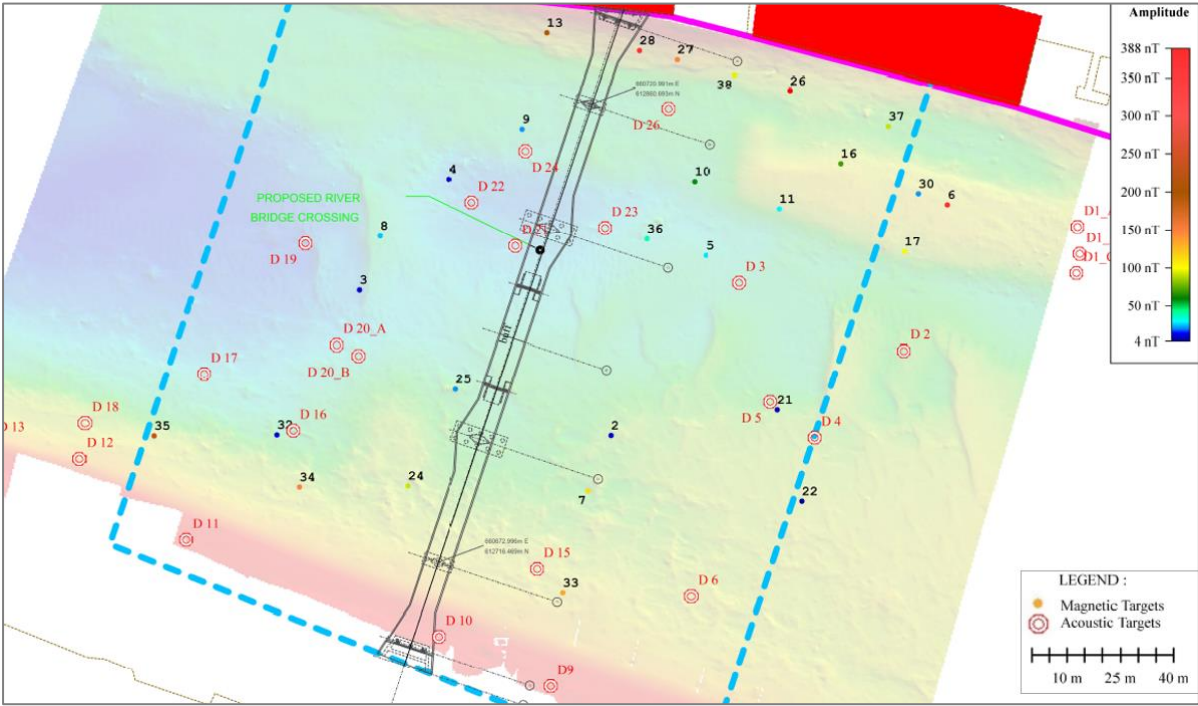 Amplitude
388 nT
350 nT
300 nT
250 nT
200 nT
150 nT
100 nT
50 nT
4 nT
13
28
27
38
26
37
9
D 26
16
10
D 24
4
D 22
30
6
PROPOSED RIVER
BRIDGE CROSSING
11
D 23
36
8
D1_A
D1_
D1_C
5
17
D 19
D 3
3
D 20_A
D 20_B
D 2
D 17
25
D 18
D 5
21
D 4
D 13
35
32
D 16
2
D 12
34
24
7
22
D 11
D 15
33
D 6
D 10
D9
LEGEND :
Magnetic Targets
Acoustic Targets
10 m 25 m 40 m